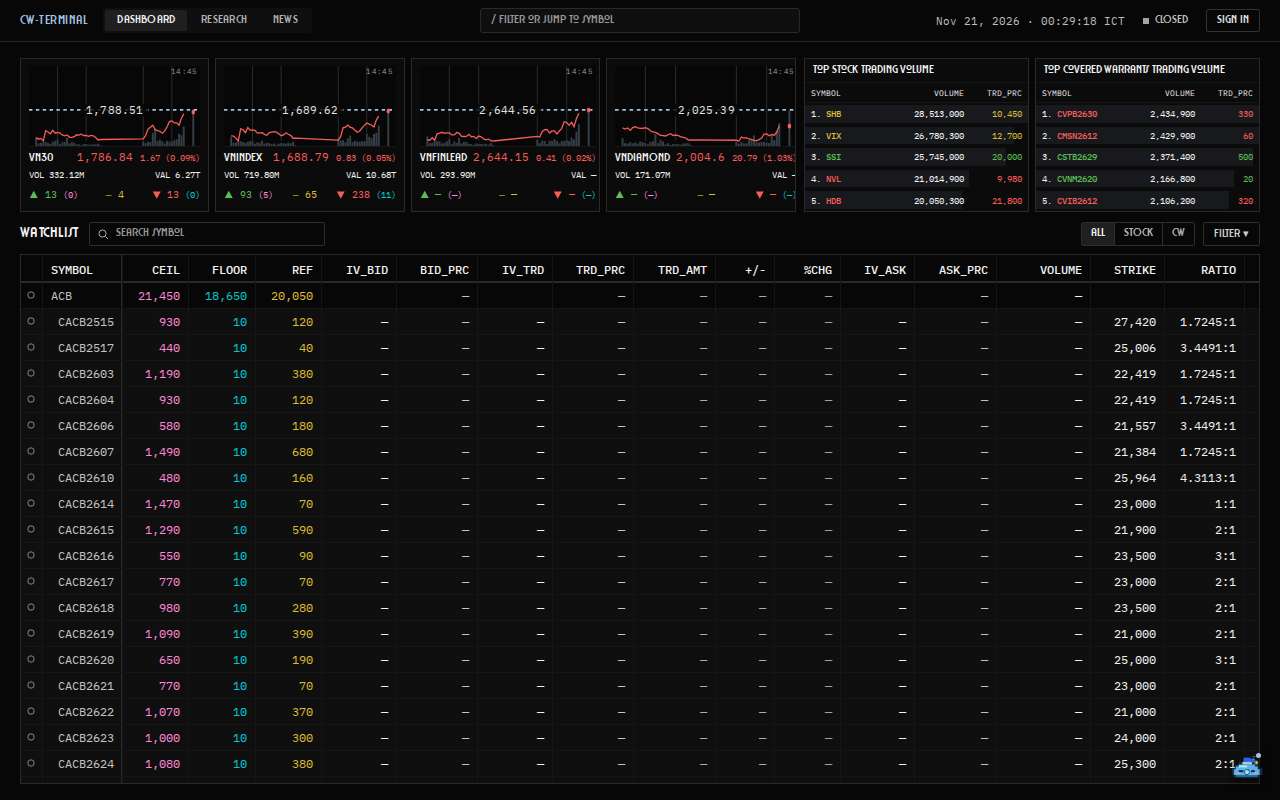 CW-TERMINAL DASHBOARD RESEARCH NEWS / FILTER OR JUMP TO SYMBOL Nov 21, 2026 · 00:29:18 ICT CLOSED SIGN IN
14:45
1,788.51
VN30 1,786.84 1.67 (0.09%)
VOL 332.12M VAL 6.27T
▲ 13 (0) — 4 ▼ 13 (0)
14:45
1,689.62
VNINDEX 1,688.79 0.83 (0.05%)
VOL 719.80M VAL 10.68T
▲ 93 (5) — 65 ▼ 238 (11)
14:45
2,644.56
VNFINLEAD 2,644.15 0.41 (0.02%)
VOL 293.90M VAL —
▲ — (—) — — ▼ — (—)
14:45
2,025.39
VNDIAMOND 2,004.6 20.79 (1.03%)
VOL 171.07M VAL —
▲ — (—) — — ▼ — (—)
TOP STOCK TRADING VOLUME
SYMBOL VOLUME TRD_PRC
1. SHB 28,513,000 10,450
2. VIX 26,780,300 12,700
3. SSI 25,745,000 20,000
4. NVL 21,014,900 9,980
5. HDB 20,050,300 21,800
TOP COVERED WARRANTS TRADING VOLUME
SYMBOL VOLUME TRD_PRC
1. CVPB2630 2,434,900 330
2. CMSN2612 2,429,900 60
3. CSTB2629 2,371,400 500
4. CVNM2620 2,166,800 20
5. CVIB2612 2,106,200 320
WATCHLIST SEARCH SYMBOL ALL STOCK CW FILTER ▾
SYMBOL CEIL FLOOR REF IV_BID BID_PRC IV_TRD TRD_PRC TRD_AMT +/- %CHG IV_ASK ASK_PRC VOLUME STRIKE RATIO
ACB 21,450 18,650 20,050 — — — — — — —
CACB2515 930 10 120 — — — — — — — — — — 27,420 1.7245:1
CACB2517 440 10 40 — — — — — — — — — — 25,006 3.4491:1
CACB2603 1,190 10 380 — — — — — — — — — — 22,419 1.7245:1
CACB2604 930 10 120 — — — — — — — — — — 22,419 1.7245:1
CACB2606 580 10 180 — — — — — — — — — — 21,557 3.4491:1
CACB2607 1,490 10 680 — — — — — — — — — — 21,384 1.7245:1
CACB2610 480 10 160 — — — — — — — — — — 25,964 4.3113:1
CACB2614 1,470 10 70 — — — — — — — — — — 23,000 1:1
CACB2615 1,290 10 590 — — — — — — — — — — 21,900 2:1
CACB2616 550 10 90 — — — — — — — — — — 23,500 3:1
CACB2617 770 10 70 — — — — — — — — — — 23,000 2:1
CACB2618 980 10 280 — — — — — — — — — — 23,500 2:1
CACB2619 1,090 10 390 — — — — — — — — — — 21,000 2:1
CACB2620 650 10 190 — — — — — — — — — — 25,000 3:1
CACB2621 770 10 70 — — — — — — — — — — 23,000 2:1
CACB2622 1,070 10 370 — — — — — — — — — — 21,000 2:1
CACB2623 1,000 10 300 — — — — — — — — — — 24,000 2:1
CACB2624 1,080 10 380 — — — — — — — — — — 25,300 2:1